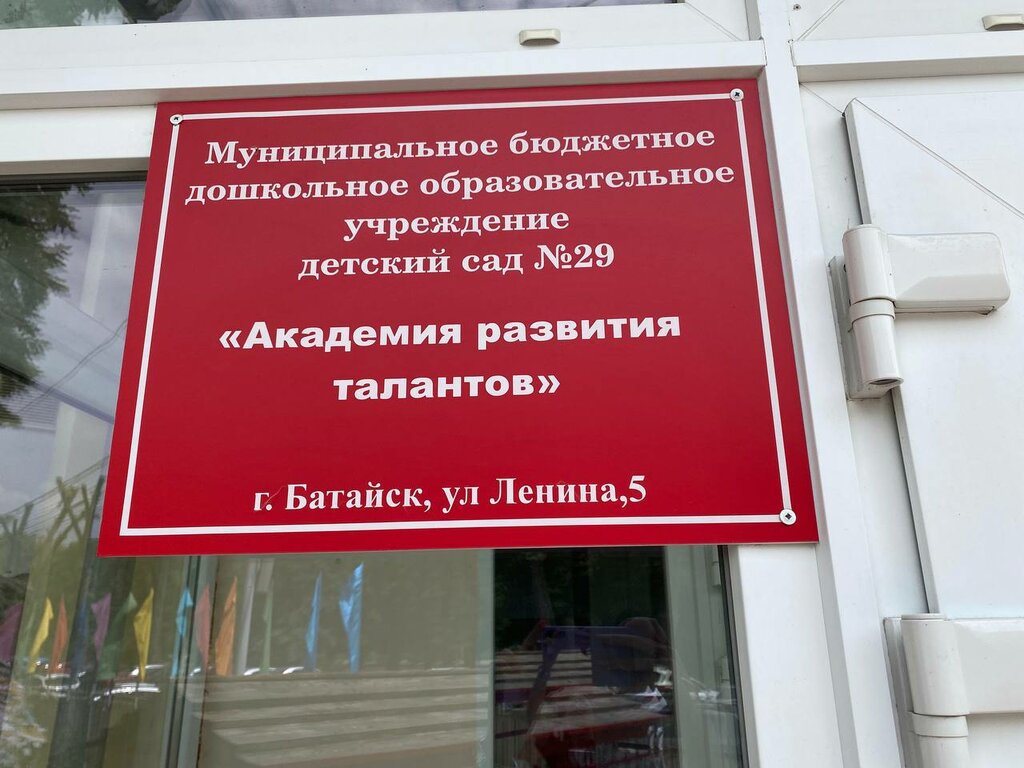 Муниципальное бюджетное
дошкольное образовательное
учреждение
детский сад №29
«Академия развития
талантов»
г. Батайск, ул Ленина,5